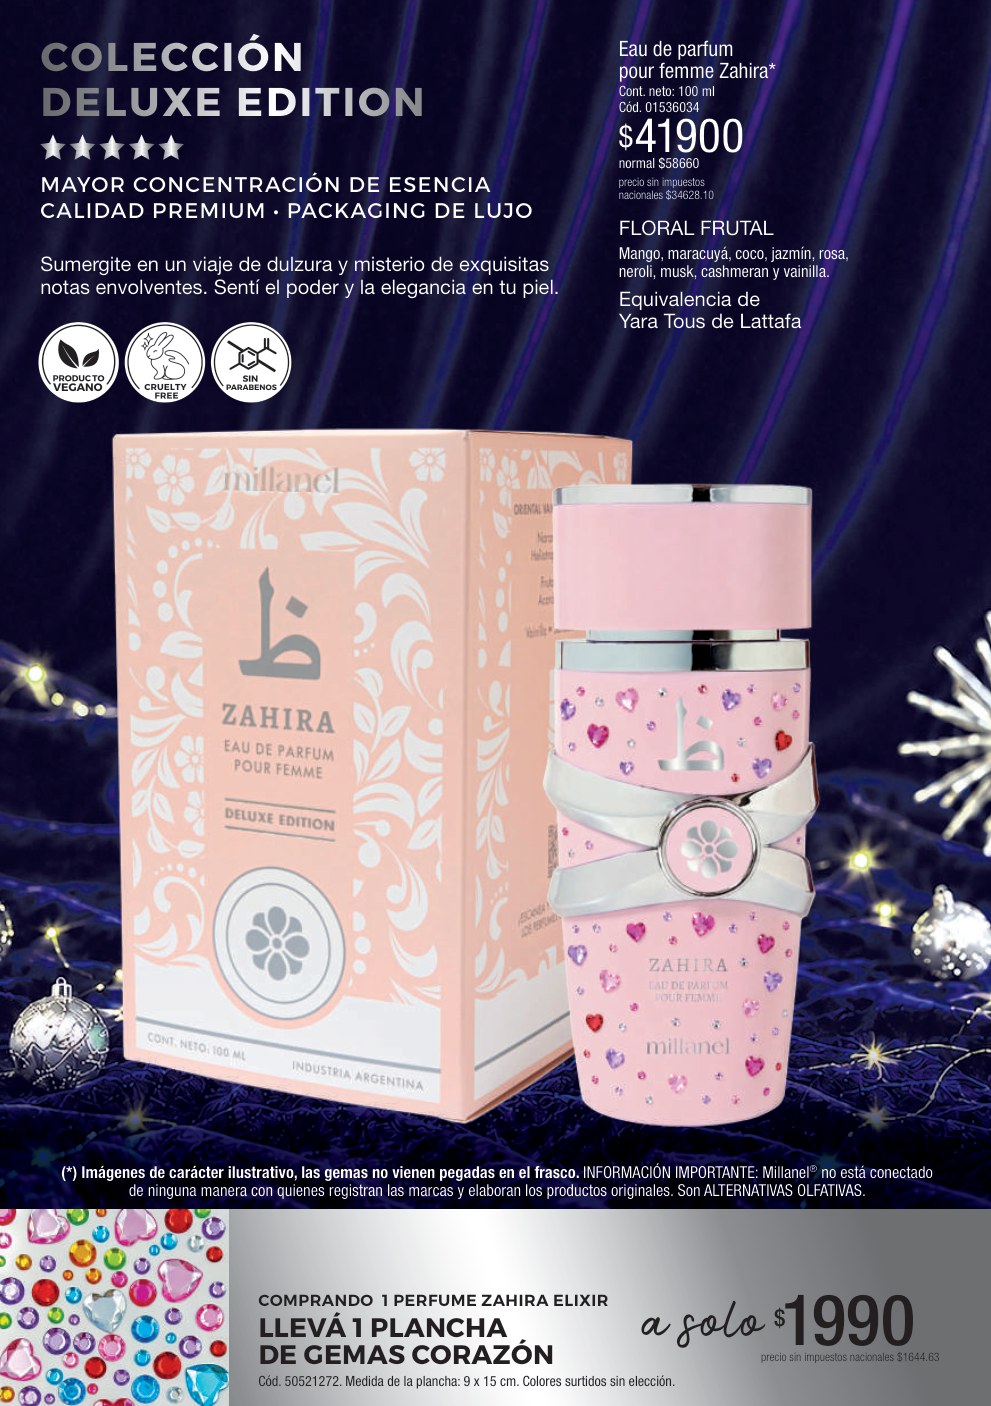 COLECCIÓN
DELUXE EDITION
MAYOR CONCENTRACIÓN DE ESENCIA
CALIDAD PREMIUM • PACKAGING DE LUJO
Sumergite en un viaje de dulzura y misterio de exquisitas
notas envolventes. Sentí el poder y la elegancia en tu piel.
PRODUCTO
VEGANO
CRUELTY
FREE
SIN
PARABENOS
Eau de parfum
pour femme Zahira*
Cont. neto: 100 ml
Cód. 01536034
$41900
normal $58660
precio sin impuestos
nacionales $34628.10
FLORAL FRUTAL
Mango, maracuyá, coco, jazmín, rosa,
neroli, musk, cashmeran y vainilla.
Equivalencia de
Yara Tous de Lattafa
millanel
ظ
ZAHIRA
EAU DE PARFUM
POUR FEMME
DELUXE EDITION
CONT. NETO: 100 ML
INDUSTRIA ARGENTINA
ORIENTAL
ظ
ZAHIRA
EAU DE PARFUM
POUR FEMME
millanel
(*) Imágenes de carácter ilustrativo, las gemas no vienen pegadas en el frasco. INFORMACIÓN IMPORTANTE: Millanel® no está conectado
de ninguna manera con quienes registran las marcas y elaboran los productos originales. Son ALTERNATIVAS OLFATIVAS.
COMPRANDO 1 PERFUME ZAHIRA ELIXIR
LLEVÁ 1 PLANCHA
DE GEMAS CORAZÓN
Cód. 50521272. Medida de la plancha: 9 x 15 cm. Colores surtidos sin elección.
a solo $1990
precio sin impuestos nacionales $1644.63